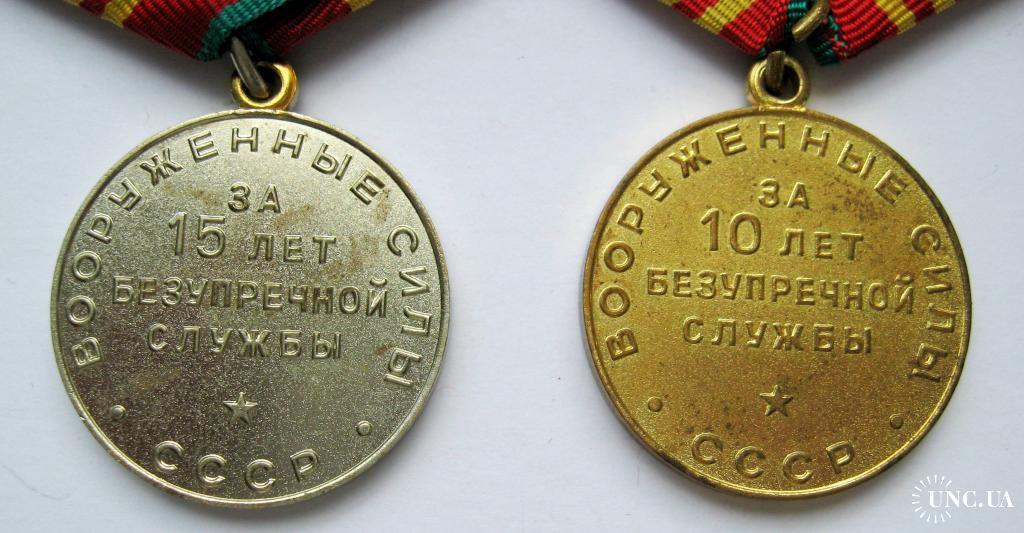 ВООРУЖЕННЫЕ СИЛЫ
ЗА
15 ЛЕТ
БЕЗУПРЕЧНОЙ
СЛУЖБЫ
СССР
ВООРУЖЕННЫЕ СИЛЫ
ЗА
10 ЛЕТ
БЕЗУПРЕЧНОЙ
СЛУЖБЫ
СССР
UNC.UA